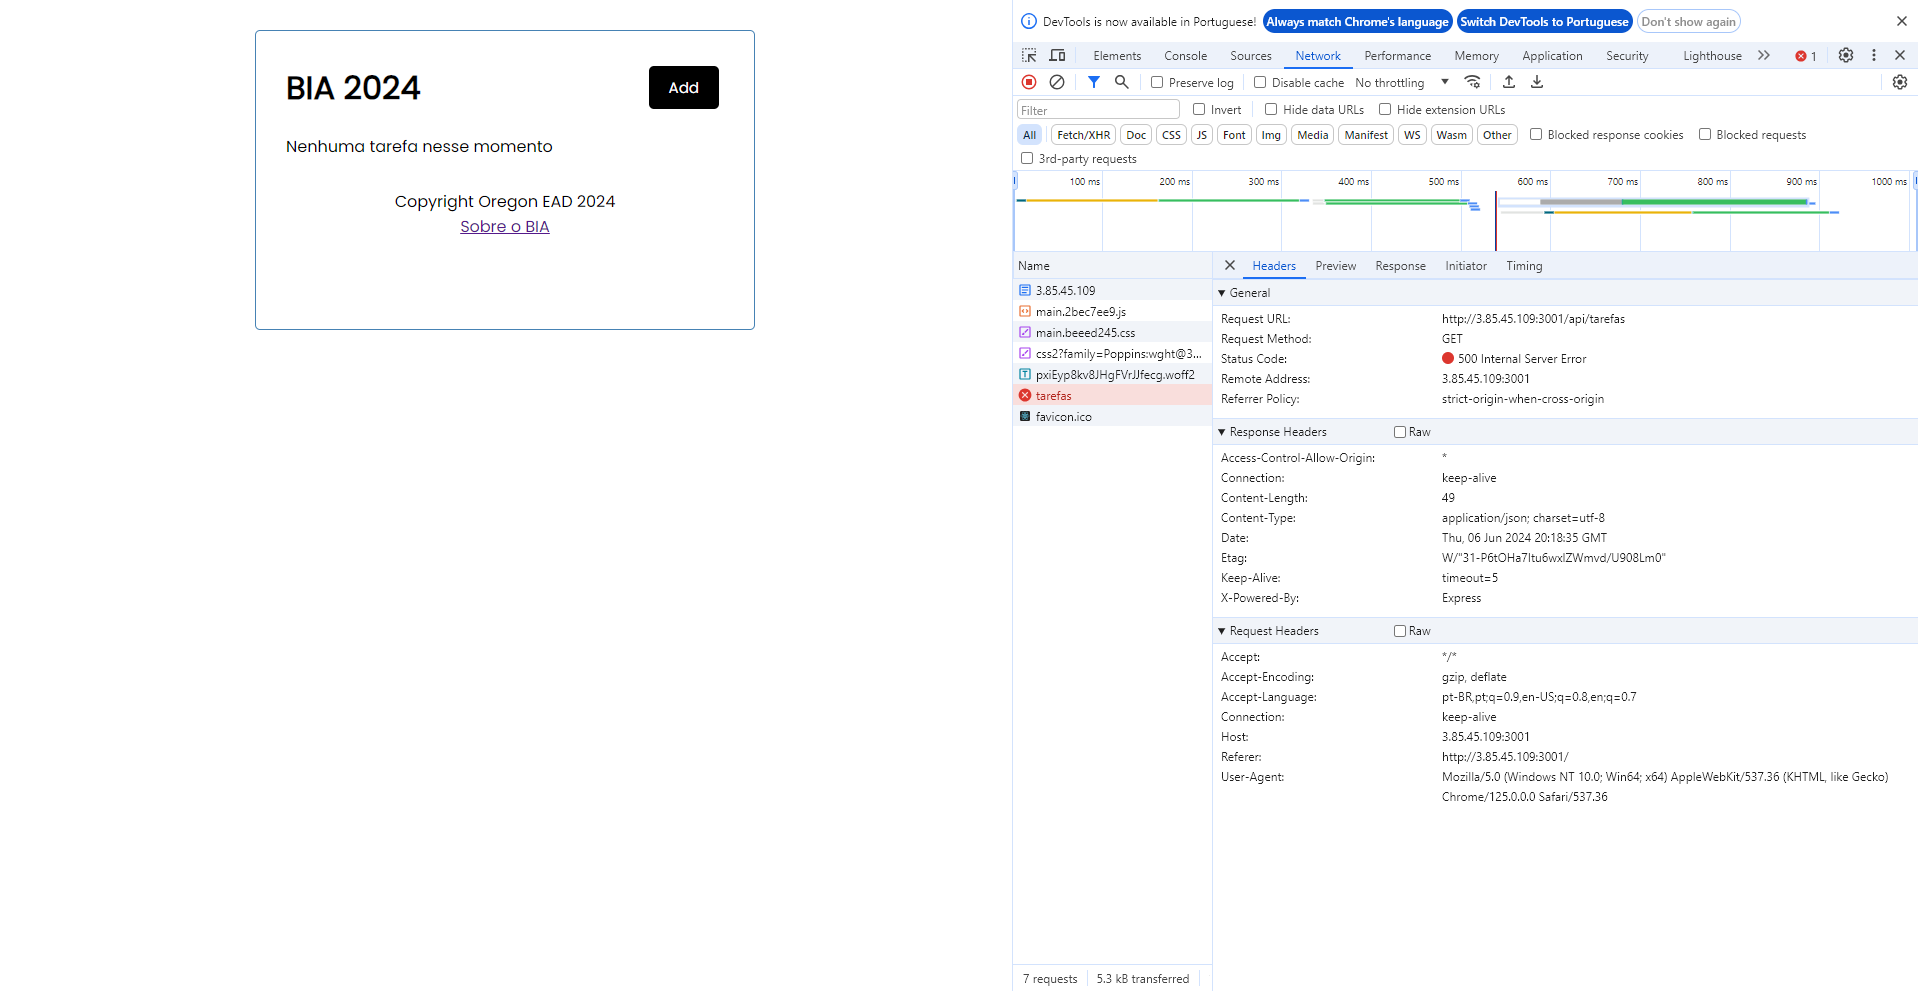 BIA 2024
Add
Nenhuma tarefa nesse momento
Copyright Oregon EAD 2024
Sobre o BIA
DevTools is now available in Portuguese! Always match Chrome's language Switch DevTools to Portuguese Don't show again
Elements Console Sources Network Performance Memory Application Security Lighthouse 1
Preserve log Disable cache No throttling
Filter Invert Hide data URLs Hide extension URLs
All Fetch/XHR Doc CSS JS Font Img Media Manifest WS Wasm Other Blocked response cookies Blocked requests
3rd-party requests
100 ms 200 ms 300 ms 400 ms 500 ms 600 ms 700 ms 800 ms 900 ms 1000 ms
Name
3.85.45.109
main.2bec7ee9.js
main.beeed245.css
css2?family=Poppins:wght@3...
pxiEyp8kv8JHgFVrJJfecg.woff2
tarefas
favicon.ico
7 requests 5.3 kB transferred
Headers Preview Response Initiator Timing
General
Request URL: http://3.85.45.109:3001/api/tarefas
Request Method: GET
Status Code: 500 Internal Server Error
Remote Address: 3.85.45.109:3001
Referrer Policy: strict-origin-when-cross-origin
Response Headers Raw
Access-Control-Allow-Origin: *
Connection: keep-alive
Content-Length: 49
Content-Type: application/json; charset=utf-8
Date: Thu, 06 Jun 2024 20:18:35 GMT
Etag: W/"31-P6tOHa7Itu6wxlZWmvd/U908Lm0"
Keep-Alive: timeout=5
X-Powered-By: Express
Request Headers Raw
Accept: */*
Accept-Encoding: gzip, deflate
Accept-Language: pt-BR,pt;q=0.9,en-US;q=0.8,en;q=0.7
Connection: keep-alive
Host: 3.85.45.109:3001
Referer: http://3.85.45.109:3001/
User-Agent: Mozilla/5.0 (Windows NT 10.0; Win64; x64) AppleWebKit/537.36 (KHTML, like Gecko)
Chrome/125.0.0.0 Safari/537.36